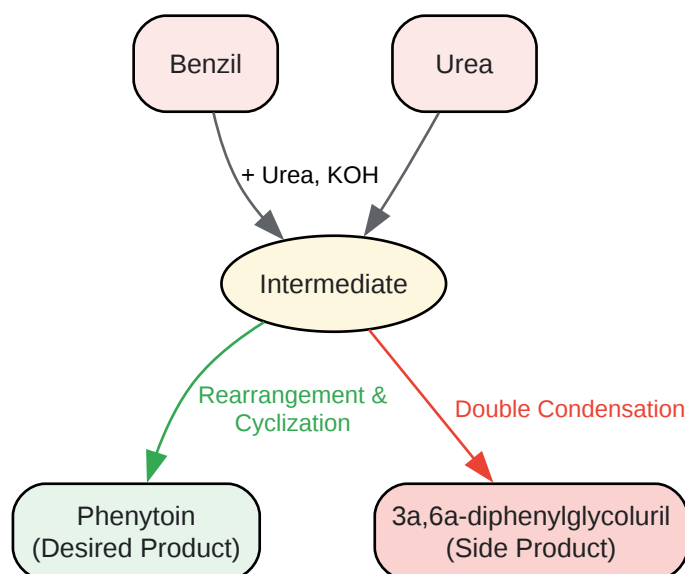 Benzil
Urea
+ Urea, KOH
Intermediate
Rearrangement &
Cyclization
Double Condensation
Phenytoin
(Desired Product)
3a,6a-diphenylglycoluril
(Side Product)